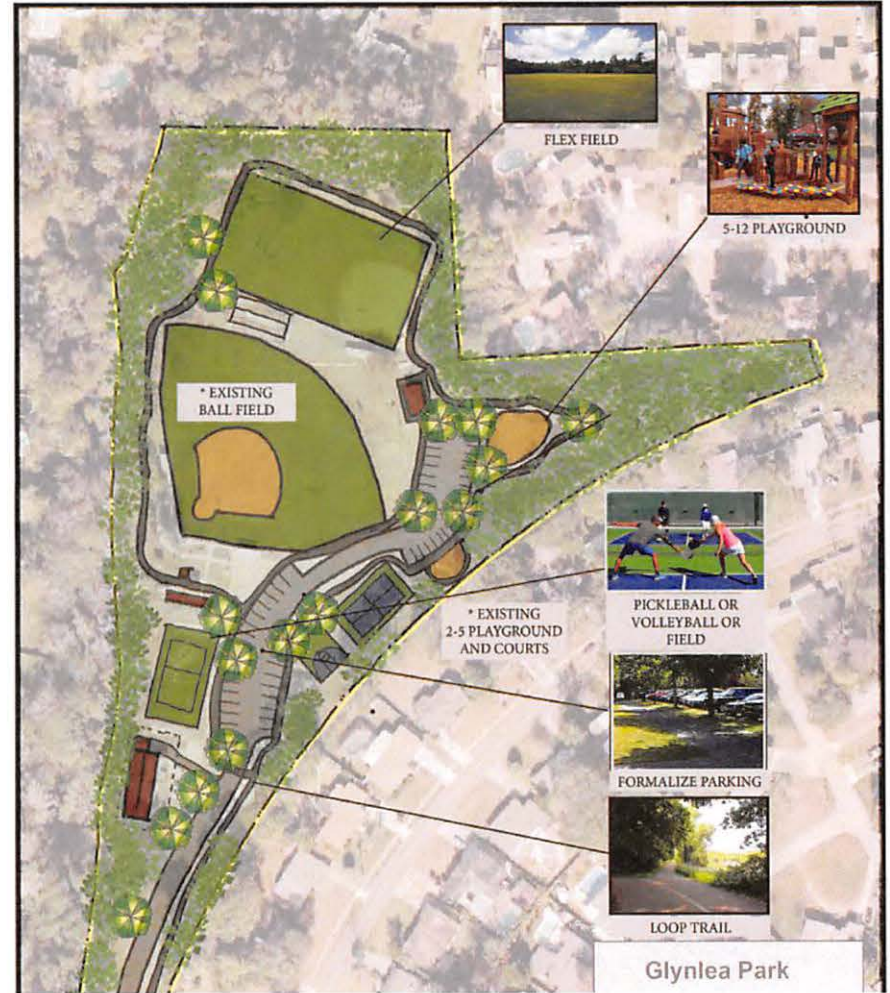 FLEX FIELD
5-12 PLAYGROUND
* EXISTING
BALL FIELD
* EXISTING
2-5 PLAYGROUND
AND COURTS
PICKLEBALL OR
VOLLEYBALL OR
FIELD
FORMALIZE PARKING
LOOP TRAIL
Glynlea Park